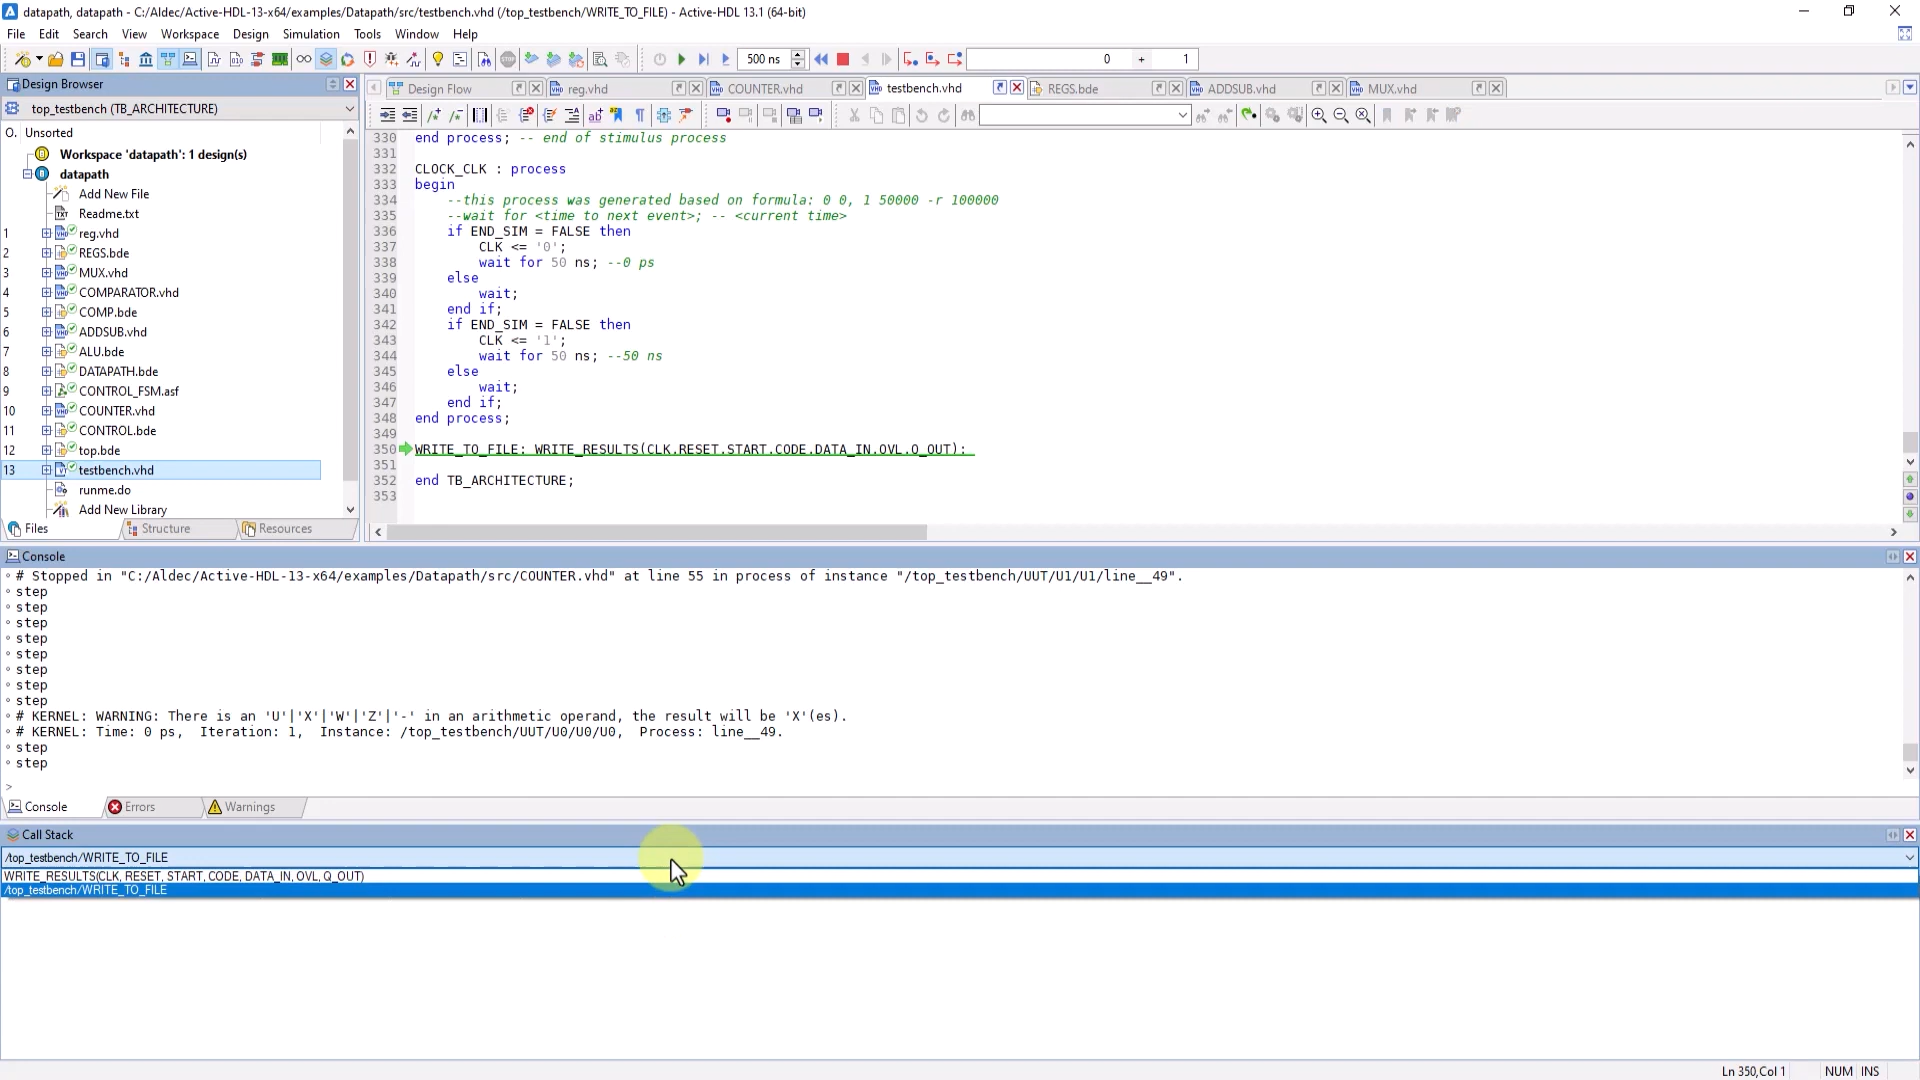 datapath, datapath - C:/Aldec/Active-HDL-13-x64/examples/Datapath/src/testbench.vhd (/top_testbench/WRITE_TO_FILE) - Active-HDL 13.1 (64-bit)
File Edit Search View Workspace Design Simulation Tools Window Help
500 ns 0 + 1
Design Browser
Design Flow reg.vhd COUNTER.vhd testbench.vhd REGS.bde ADDSUB.vhd MUX.vhd
top_testbench (TB_ARCHITECTURE)
O. Unsorted
Workspace 'datapath': 1 design(s)
datapath
Add New File
Readme.txt
1 reg.vhd
2 REGS.bde
3 MUX.vhd
4 COMPARATOR.vhd
5 COMP.bde
6 ADDSUB.vhd
7 ALU.bde
8 DATAPATH.bde
9 CONTROL_FSM.asf
10 COUNTER.vhd
11 CONTROL.bde
12 top.bde
13 testbench.vhd
runme.do
Add New Library
Files Structure Resources
330 end process; -- end of stimulus process
331
332 CLOCK_CLK : process
333 begin
334 --this process was generated based on formula: 0 0, 1 50000 -r 100000
335 --wait for <time to next event>; -- <current time>
336 if END_SIM = FALSE then
337 CLK <= '0';
338 wait for 50 ns; --0 ps
339 else
340 wait;
341 end if;
342 if END_SIM = FALSE then
343 CLK <= '1';
344 wait for 50 ns; --50 ns
345 else
346 wait;
347 end if;
348 end process;
349
350 WRITE_TO_FILE: WRITE_RESULTS(CLK,RESET,START,CODE,DATA_IN,OVL,Q_OUT);
351
352 end TB_ARCHITECTURE;
353
Console
# Stopped in "C:/Aldec/Active-HDL-13-x64/examples/Datapath/src/COUNTER.vhd" at line 55 in process of instance "/top_testbench/UUT/U1/U1/line__49".
step
step
step
step
step
step
step
step
# KERNEL: WARNING: There is an 'U'|'X'|'W'|'Z'|'-' in an arithmetic operand, the result will be 'X'(es).
# KERNEL: Time: 0 ps, Iteration: 1, Instance: /top_testbench/UUT/U0/U0/U0, Process: line__49.
step
step
>
Console Errors Warnings
Call Stack
/top_testbench/WRITE_TO_FILE
WRITE_RESULTS(CLK, RESET, START, CODE, DATA_IN, OVL, Q_OUT)
/top_testbench/WRITE_TO_FILE
Ln 350,Col 1 NUM INS